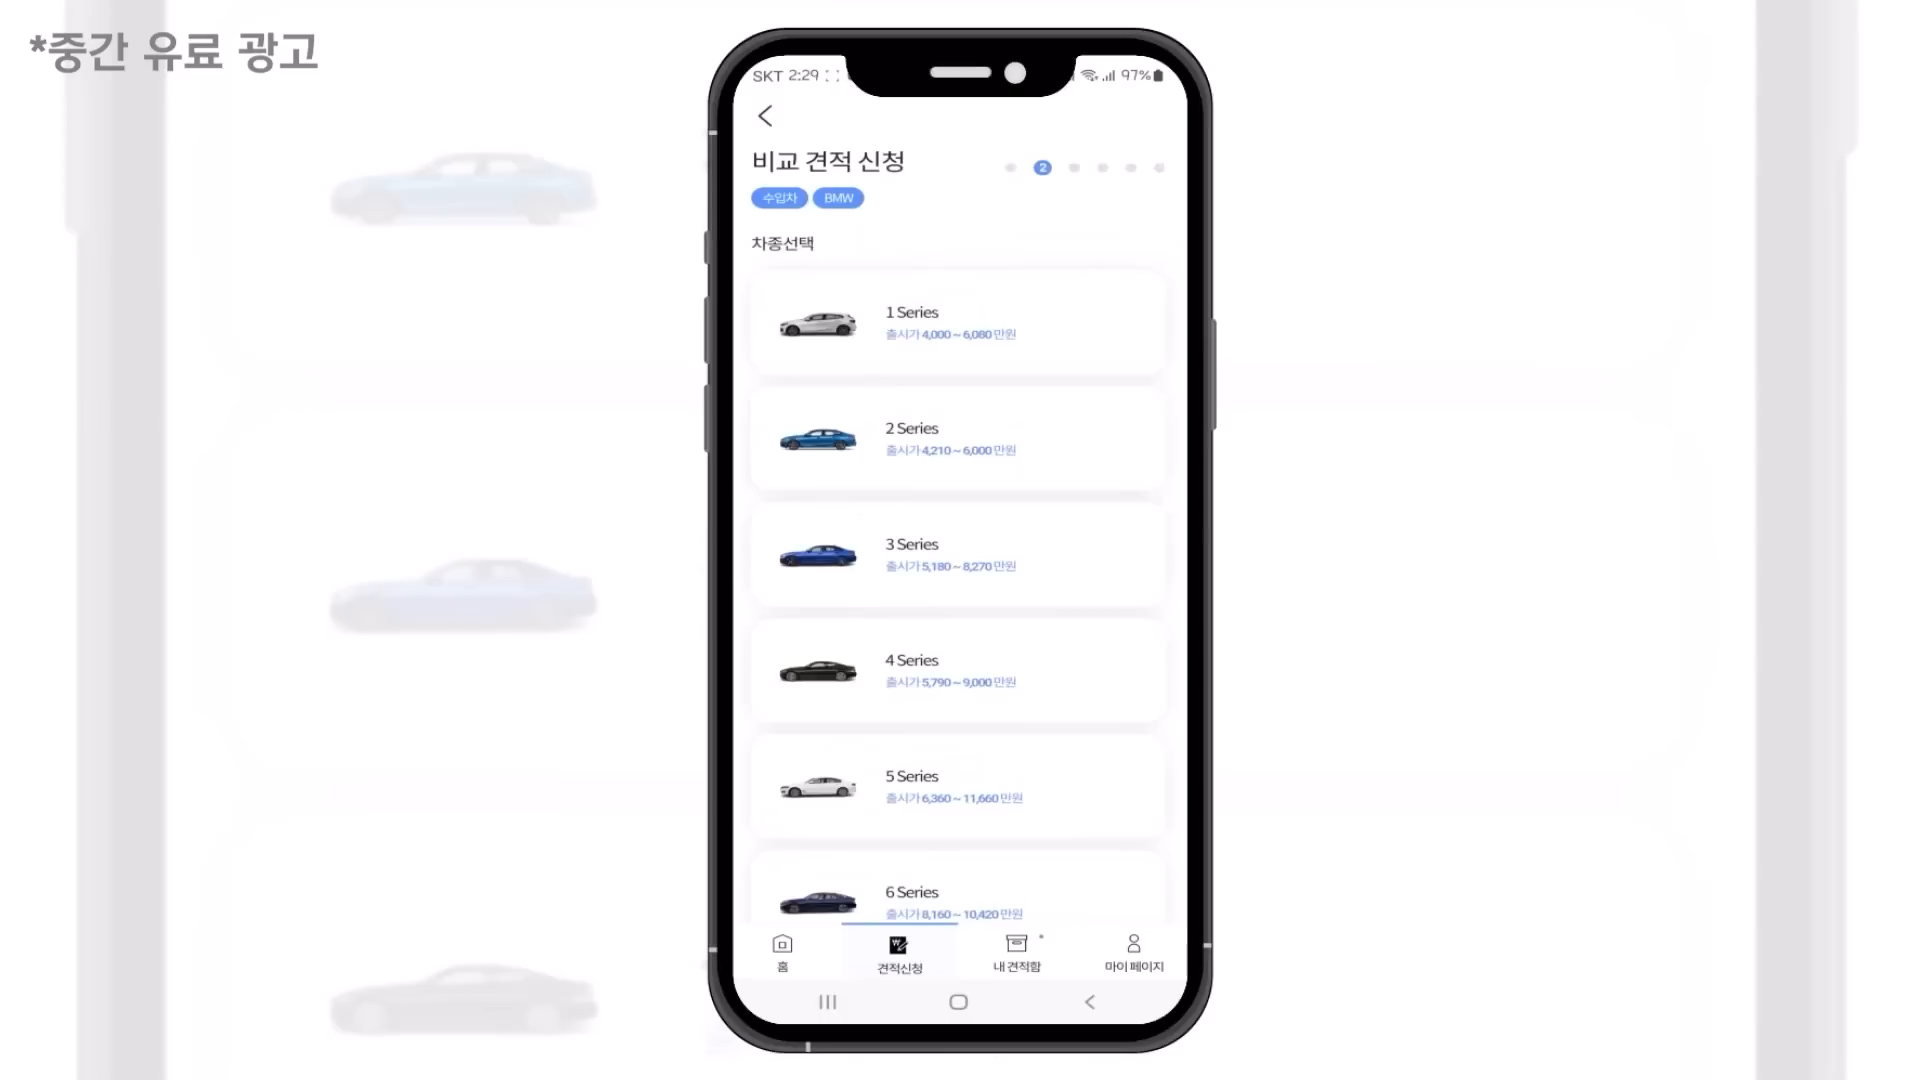 *중간 유료 광고
SKT 2:29
97%
비교 견적 신청
2
수입차 BMW
차종선택
1 Series
출시가 4,000 ~ 6,080 만원
2 Series
출시가 4,210 ~ 6,000 만원
3 Series
출시가 5,180 ~ 8,270 만원
4 Series
출시가 5,790 ~ 9,000 만원
5 Series
출시가 6,360 ~ 11,660 만원
6 Series
출시가 8,160 ~ 10,420 만원
홈 견적신청 내 견적함 마이 페이지